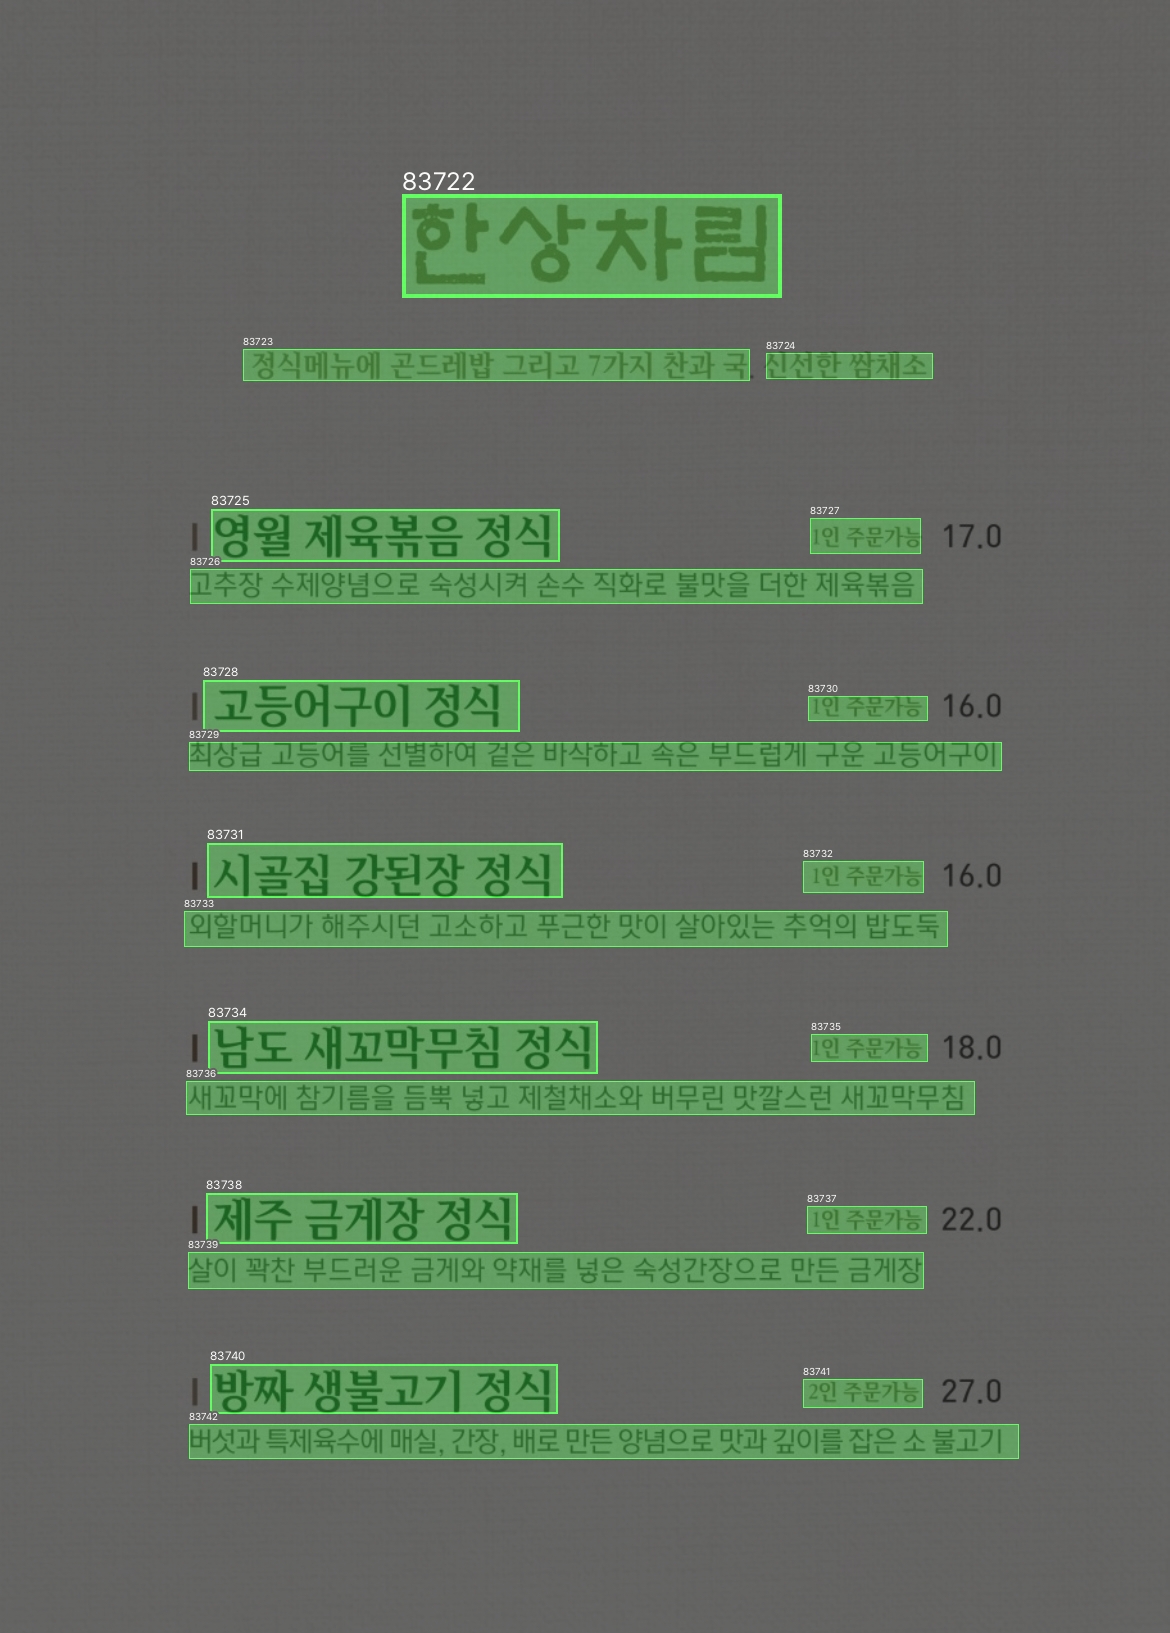 83722
한상차림
83723 83724
정식메뉴에 곤드레밥 그리고 7가지 찬과 국, 신선한 쌈채소
83725 83727
영월 제육볶음 정식 1인 주문가능 17.0
83726
고추장 수제양념으로 숙성시켜 손수 직화로 불맛을 더한 제육볶음
83728 83730
고등어구이 정식 1인 주문가능 16.0
83729
최상급 고등어를 선별하여 겉은 바삭하고 속은 부드럽게 구운 고등어구이
83731 83732
시골집 강된장 정식 1인 주문가능 16.0
83733
외할머니가 해주시던 고소하고 푸근한 맛이 살아있는 추억의 밥도둑
83734 83735
남도 새꼬막무침 정식 1인 주문가능 18.0
83736
새꼬막에 참기름을 듬뿍 넣고 제철채소와 버무린 맛깔스런 새꼬막무침
83738 83737
제주 금게장 정식 1인 주문가능 22.0
83739
살이 꽉찬 부드러운 금게와 약재를 넣은 숙성간장으로 만든 금게장
83740 83741
방짜 생불고기 정식 2인 주문가능 27.0
83742
버섯과 특제육수에 매실, 간장, 배로 만든 양념으로 맛과 깊이를 잡은 소 불고기